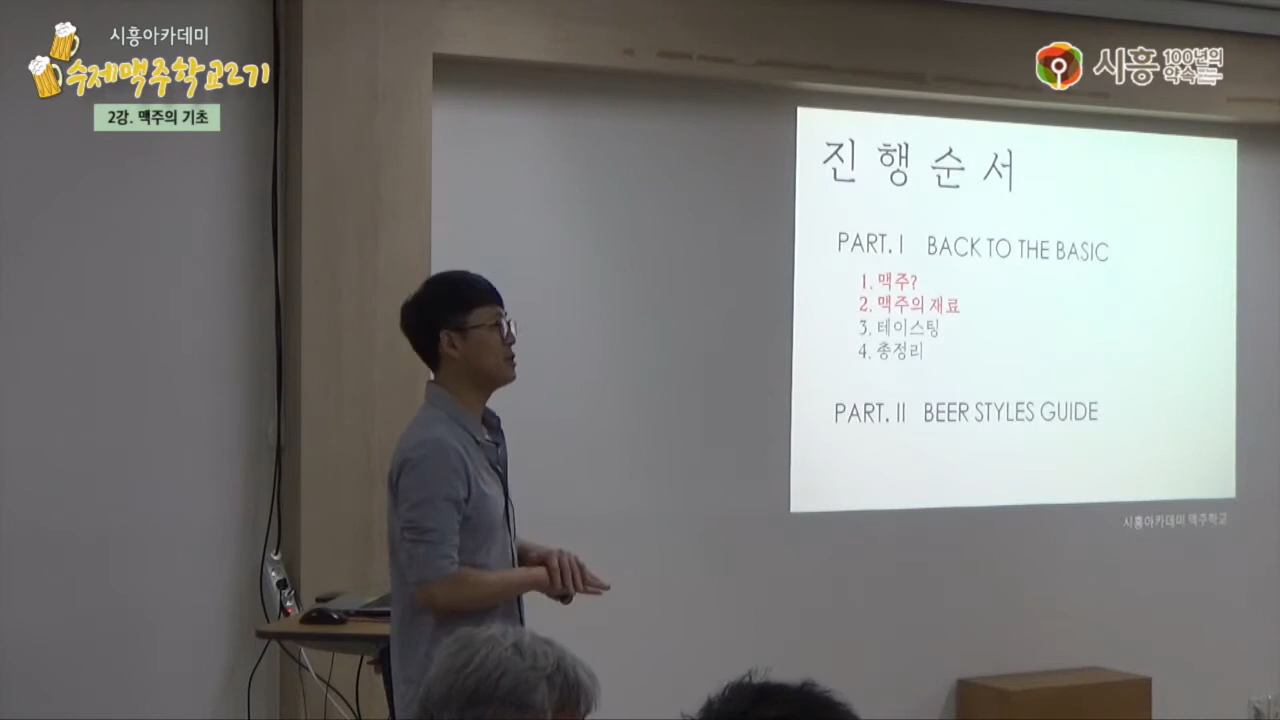 시흥아카데미
수제맥주학교2기
2강. 맥주의 기초
시흥 100년의 약속
진행순서
PART. I BACK TO THE BASIC
1. 맥주?
2. 맥주의 재료
3. 테이스팅
4. 총정리
PART. II BEER STYLES GUIDE
시흥아카데미 맥주학교